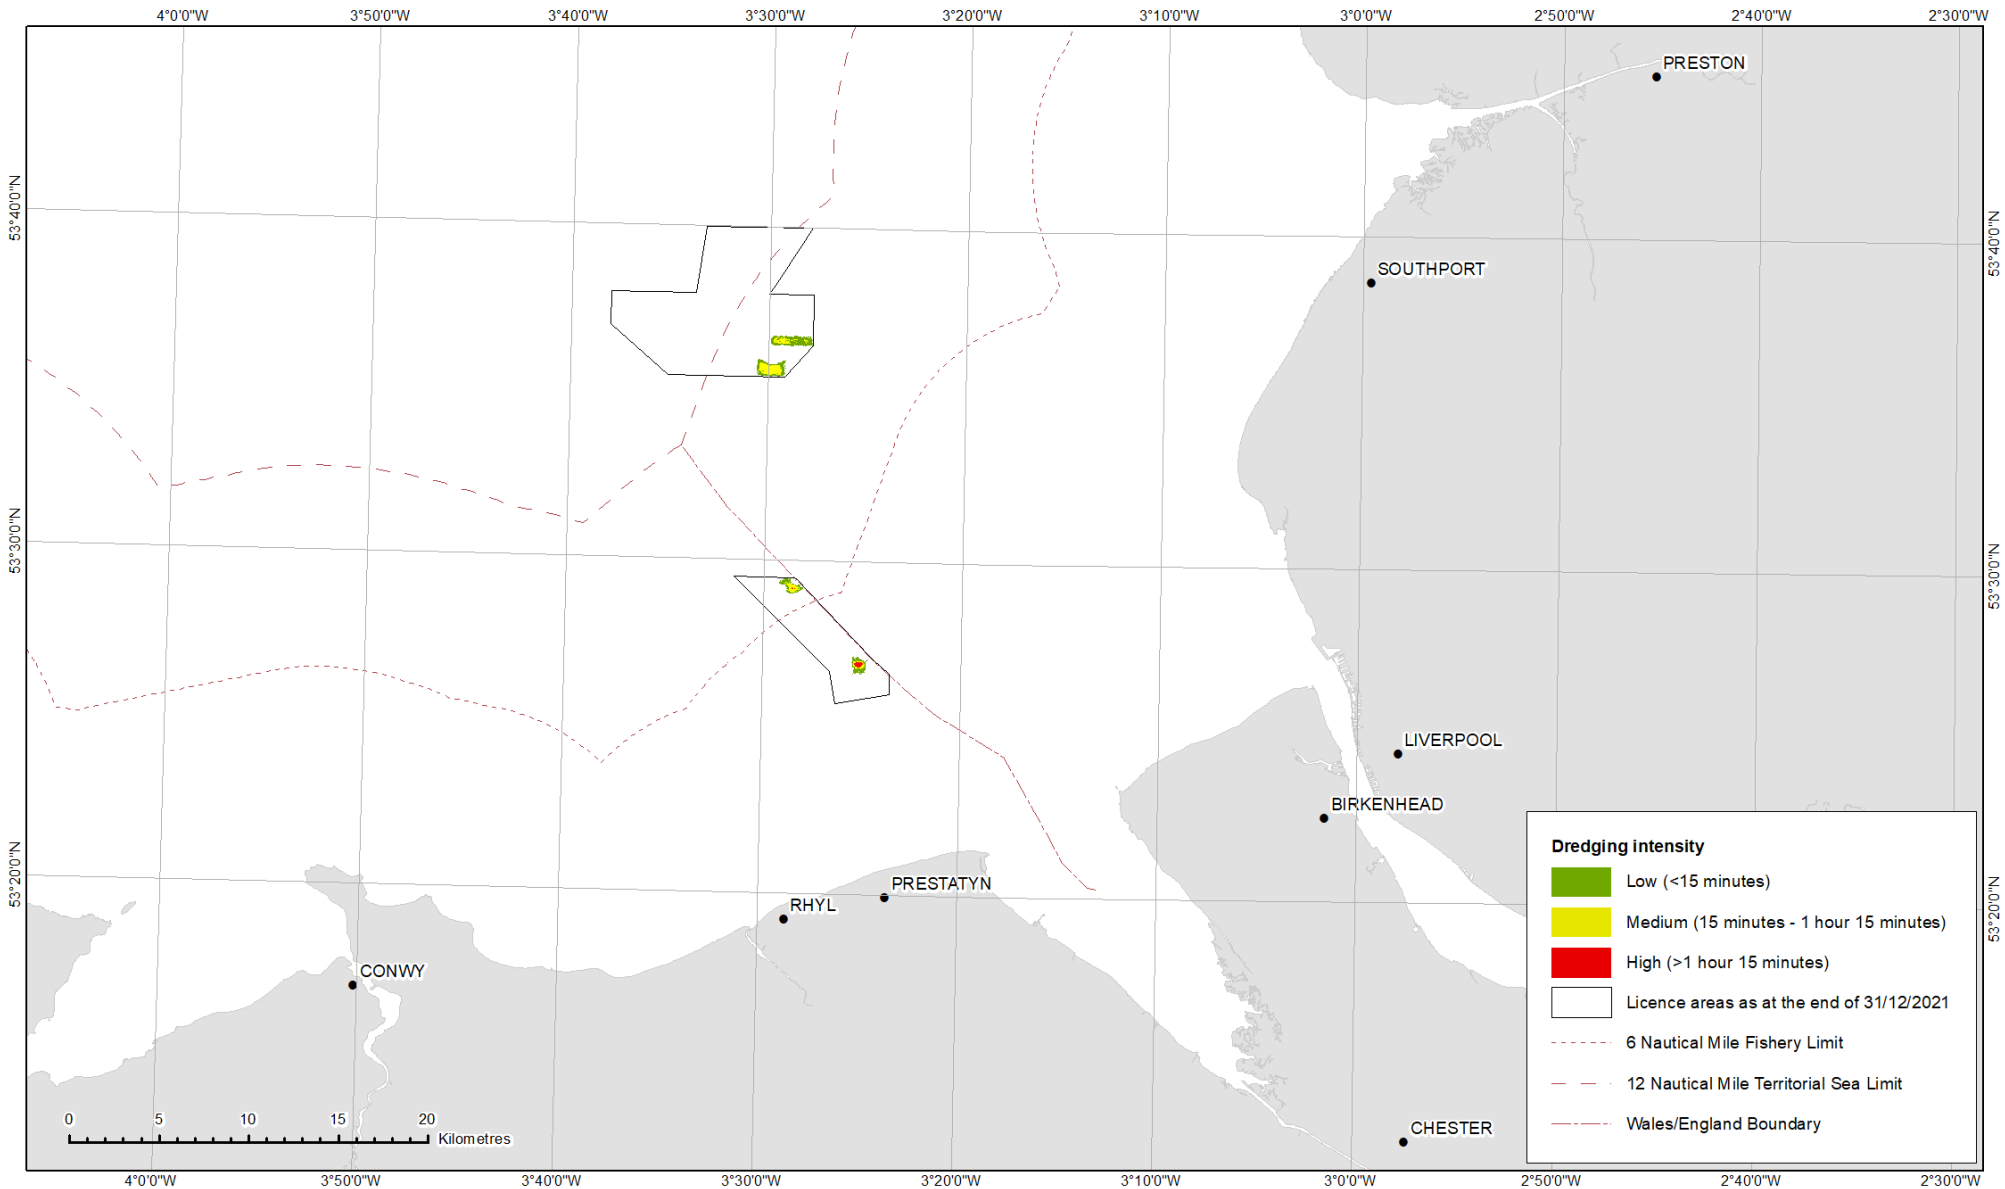 4°0'0"W 3°50'0"W 3°40'0"W 3°30'0"W 3°20'0"W 3°10'0"W 3°0'0"W 2°50'0"W 2°40'0"W 2°30'0"W
PRESTON
53°40'0"N
53°40'0"N
SOUTHPORT
53°30'0"N
53°30'0"N
LIVERPOOL
BIRKENHEAD
53°20'0"N
53°20'0"N
PRESTATYN
RHYL
CONWY
CHESTER
Dredging intensity
Low (<15 minutes)
Medium (15 minutes - 1 hour 15 minutes)
High (>1 hour 15 minutes)
Licence areas as at the end of 31/12/2021
6 Nautical Mile Fishery Limit
12 Nautical Mile Territorial Sea Limit
Wales/England Boundary
0 5 10 15 20
Kilometres
4°0'0"W 3°50'0"W 3°40'0"W 3°30'0"W 3°20'0"W 3°10'0"W 3°0'0"W 2°50'0"W 2°40'0"W 2°30'0"W